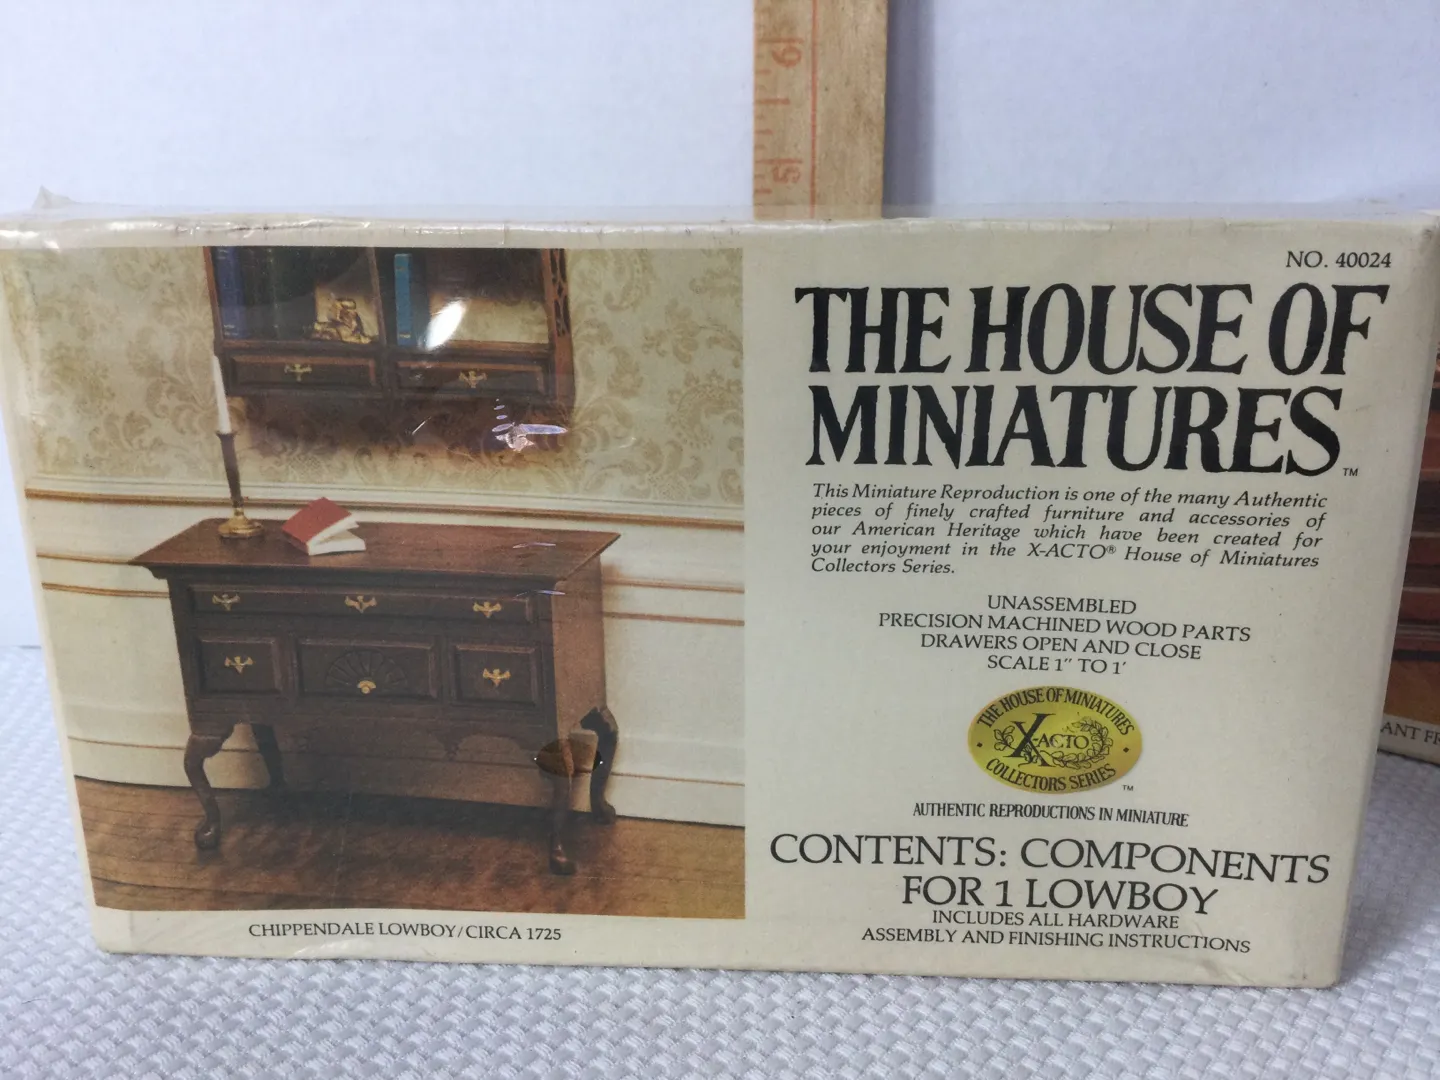 6
5
NO. 40024
THE HOUSE OF
MINIATURES™
This Miniature Reproduction is one of the many Authentic
pieces of finely crafted furniture and accessories of
our American Heritage which have been created for
your enjoyment in the X-ACTO® House of Miniatures
Collectors Series.
UNASSEMBLED
PRECISION MACHINED WOOD PARTS
DRAWERS OPEN AND CLOSE
SCALE 1" TO 1'
THE HOUSE OF MINIATURES
X-ACTO
COLLECTORS SERIES ™
AUTHENTIC REPRODUCTIONS IN MINIATURE
CONTENTS: COMPONENTS
FOR 1 LOWBOY
INCLUDES ALL HARDWARE
ASSEMBLY AND FINISHING INSTRUCTIONS
CHIPPENDALE LOWBOY/CIRCA 1725